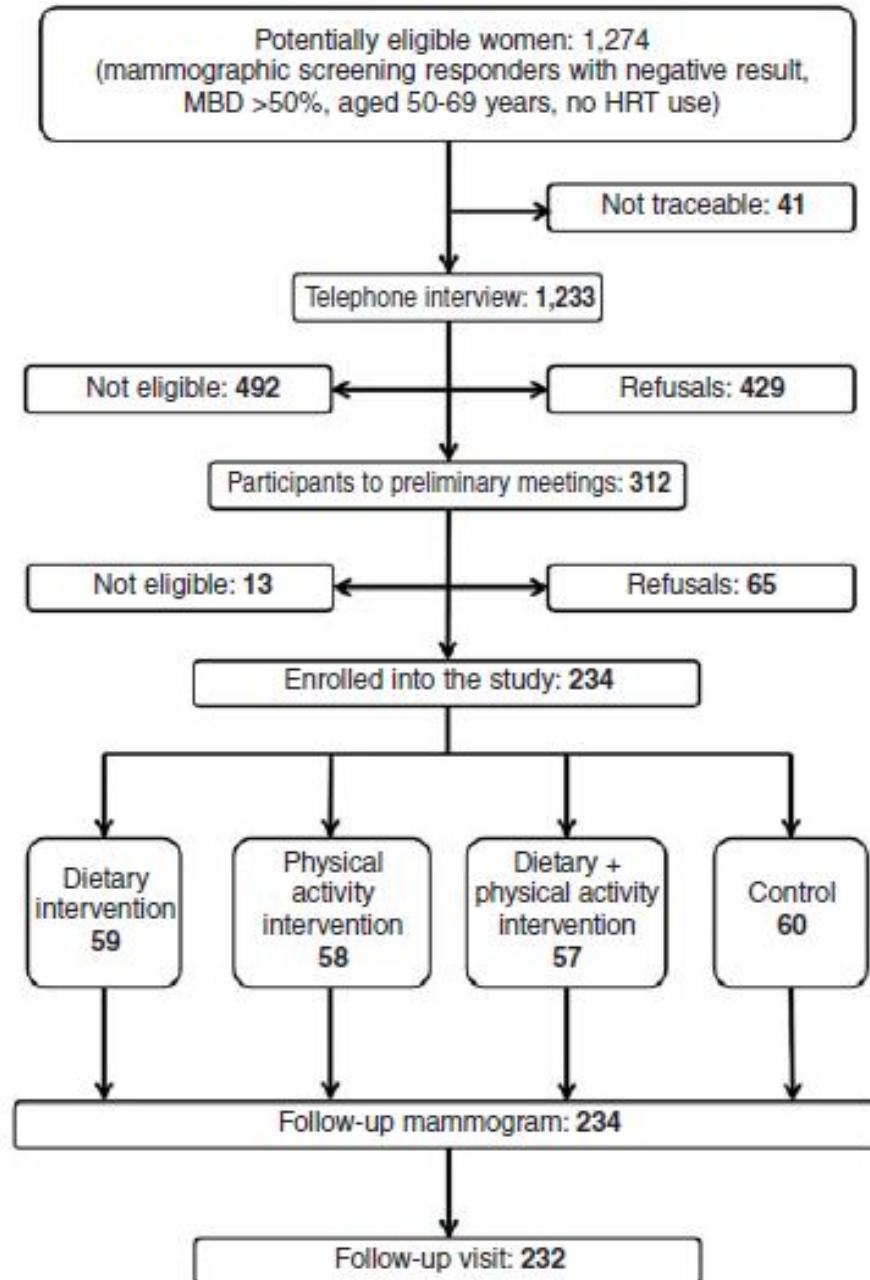 Potentially eligible women: 1,274
(mammographic screening responders with negative result,
MBD >50%, aged 50-69 years, no HRT use)
Not traceable: 41
Telephone interview: 1,233
Not eligible: 492
Refusals: 429
Participants to preliminary meetings: 312
Not eligible: 13
Refusals: 65
Enrolled into the study: 234
Dietary
intervention
59
Physical
activity
intervention
58
Dietary +
physical activity
intervention
57
Control
60
Follow-up mammogram: 234
Follow-up visit: 232